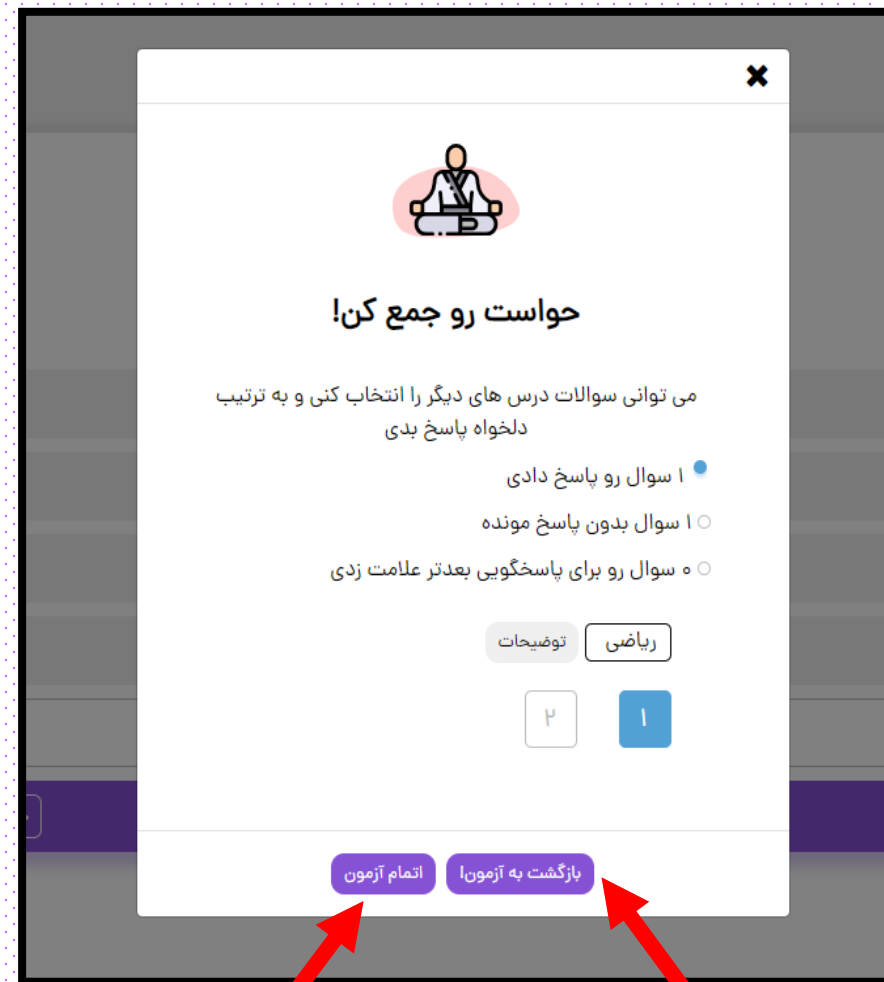 ✖
حواست رو جمع کن!
می توانی سوالات درس های دیگر را انتخاب کنی و به ترتیب
دلخواه پاسخ بدی
۱ سوال رو پاسخ دادی
۱ سوال بدون پاسخ مونده
۰ سوال رو برای پاسخگویی بعدتر علامت زدی
ریاضی توضیحات
۱ ۲
بازگشت به آزمون! اتمام آزمون